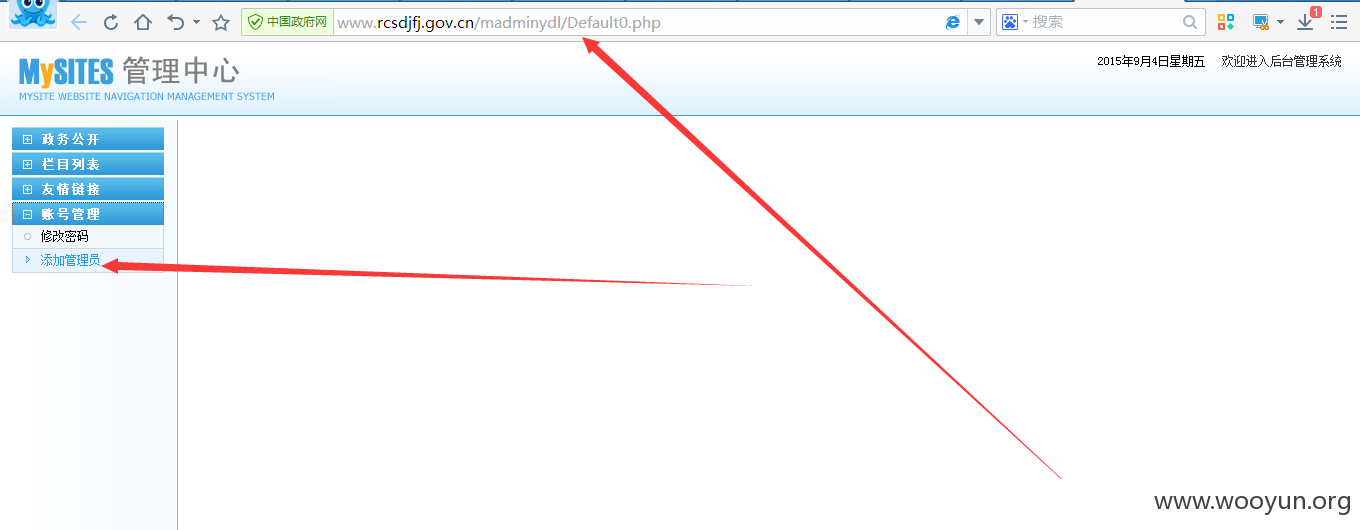 中国政府网 www.rcsdjfj.gov.cn/madminydl/Default0.php 搜索 1
MySITES 管理中心
MYSITE WEBSITE NAVIGATION MANAGEMENT SYSTEM
2015年9月4日星期五 欢迎进入后台管理系统
政务公开
栏目列表
友情链接
账号管理
修改密码
添加管理员
www.wooyun.org